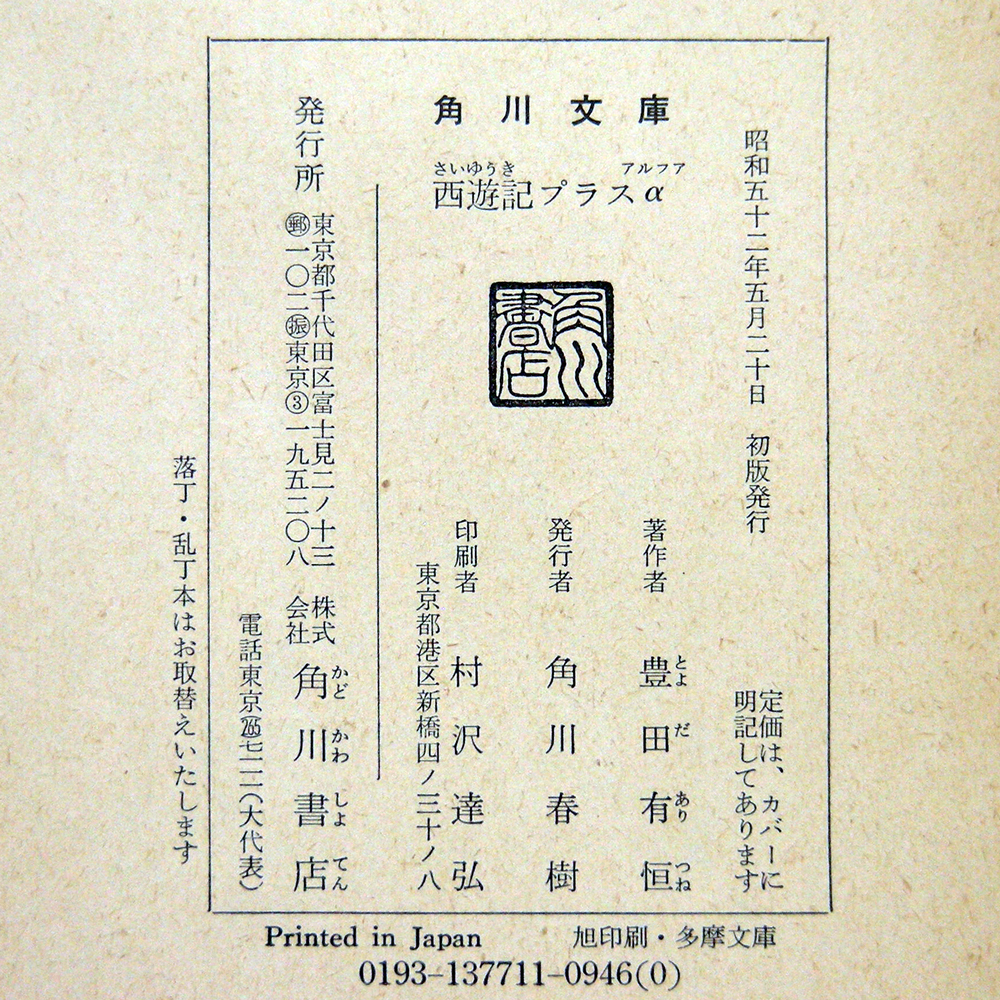 角川文庫
西遊記プラスα
さいゆうき
アルファ
昭和五十二年五月二十日 初版発行
定価は、カバーに
明記してあります
角川
書店
著作者 豊田有恒
とよだありつね
発行者 角川春樹
印刷者 村沢達弘
東京都港区新橋四ノ三十ノ八
発行所
東京都千代田区富士見二ノ十三
㊞一〇二㊞東京③一九五二〇八
株式
会社
角川書店
かどかわしょてん
電話東京265七一一一(大代表)
落丁・乱丁本はお取替えいたします
Printed in Japan
旭印刷・多摩文庫
0193-137711-0946(0)